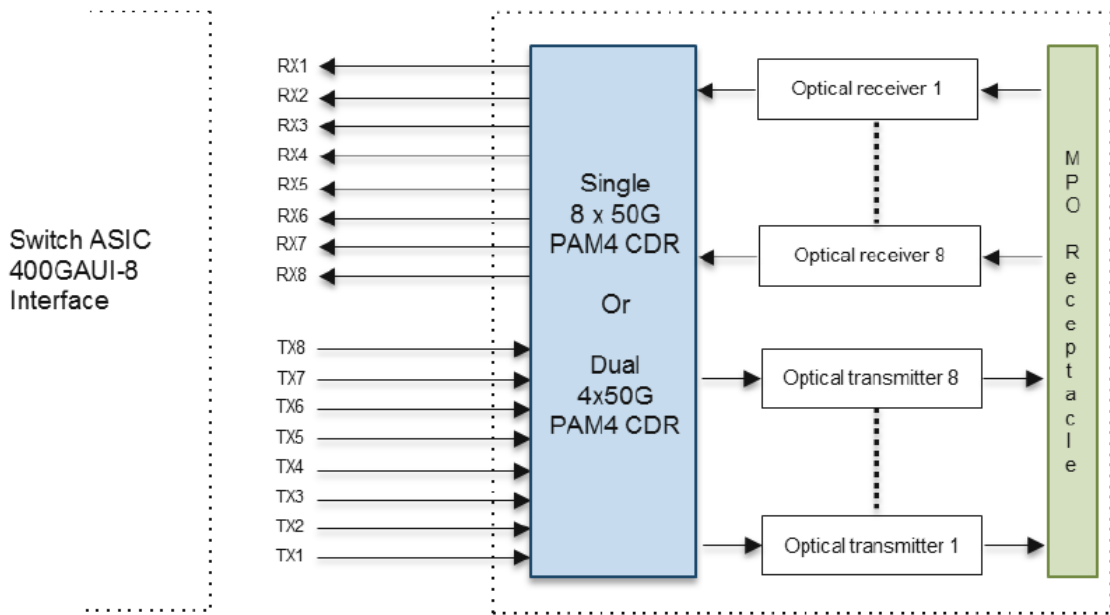 Switch ASIC
400GAUI-8
Interface
RX1
RX2
RX3
RX4
RX5
RX6
RX7
RX8
TX8
TX7
TX6
TX5
TX4
TX3
TX2
TX1
Single
8 x 50G
PAM4 CDR
Or
Dual
4x50G
PAM4 CDR
Optical receiver 1
Optical receiver 8
Optical transmitter 8
Optical transmitter 1
MPO Receptacle